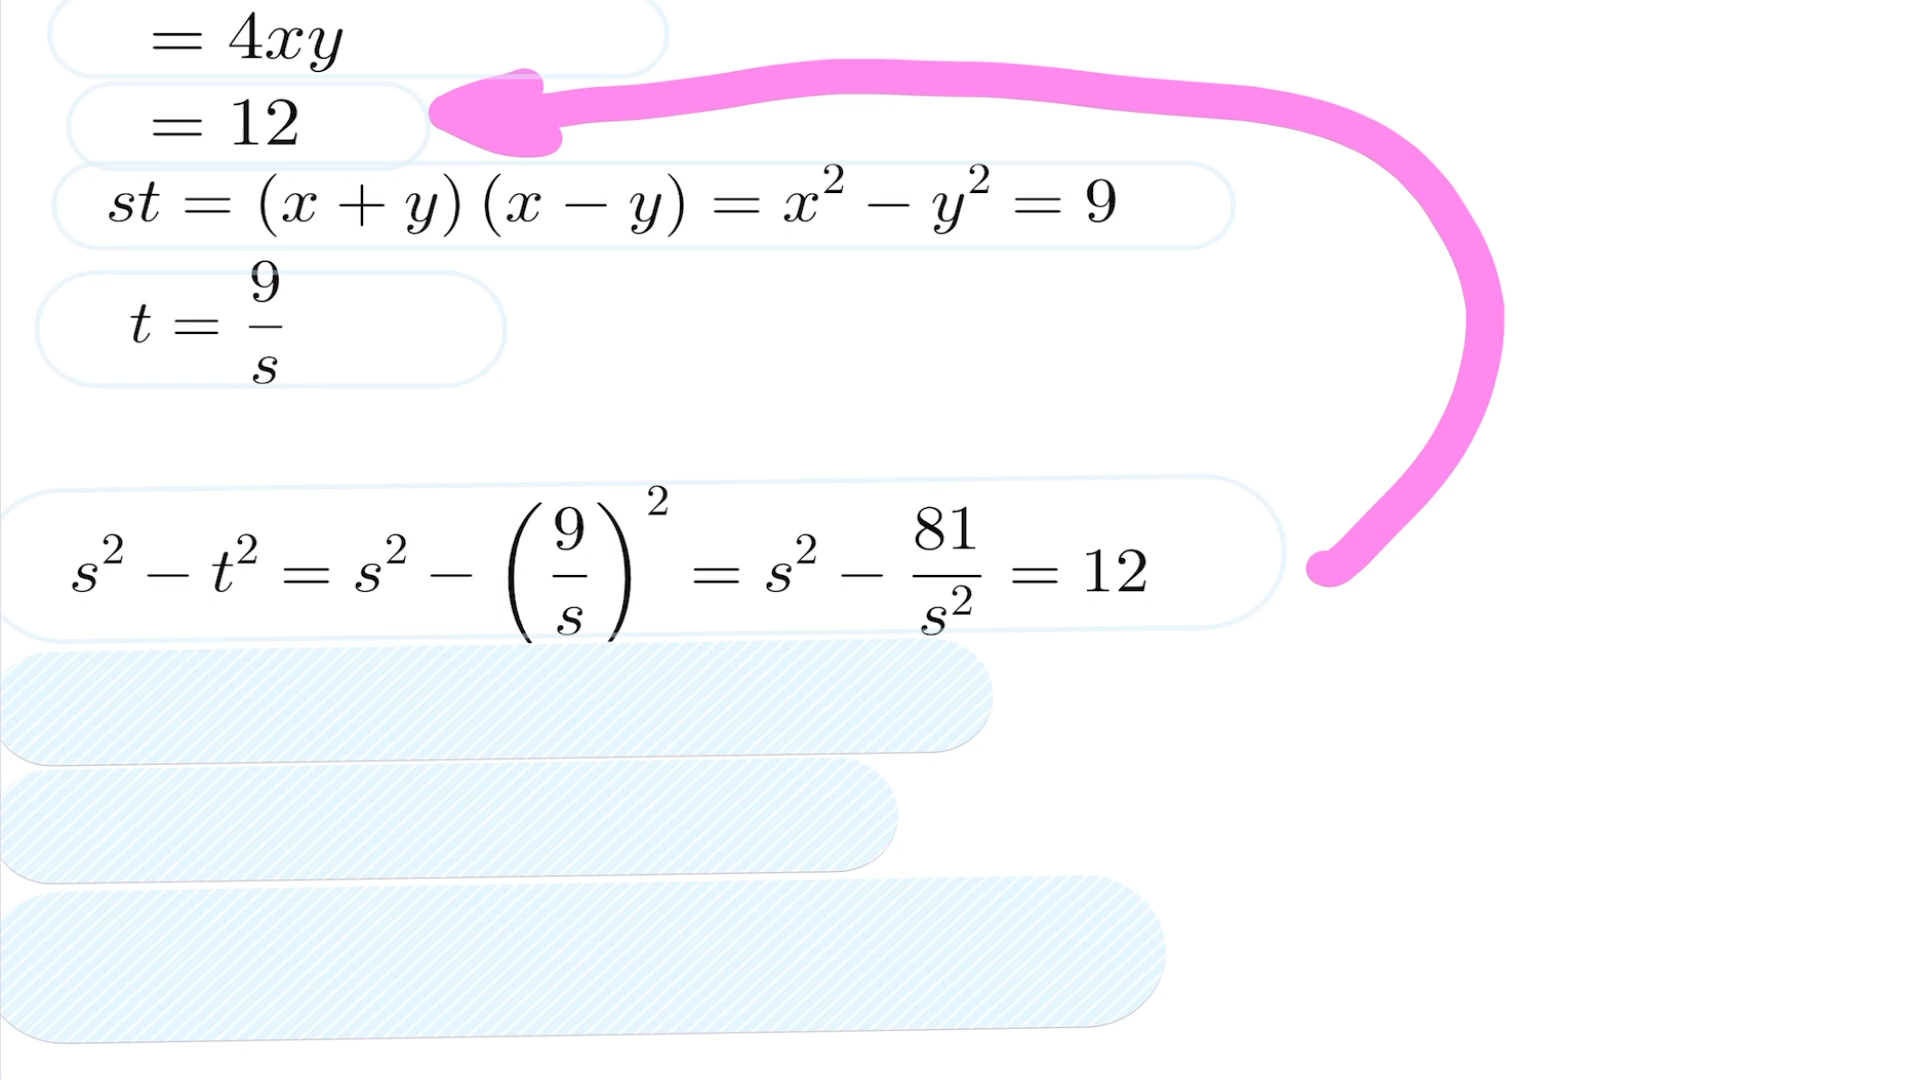 = 4xy
= 12
st = (x + y) (x − y) = x² − y² = 9
t = 9/s
s² − t² = s² − (9/s)² = s² − 81/s² = 12